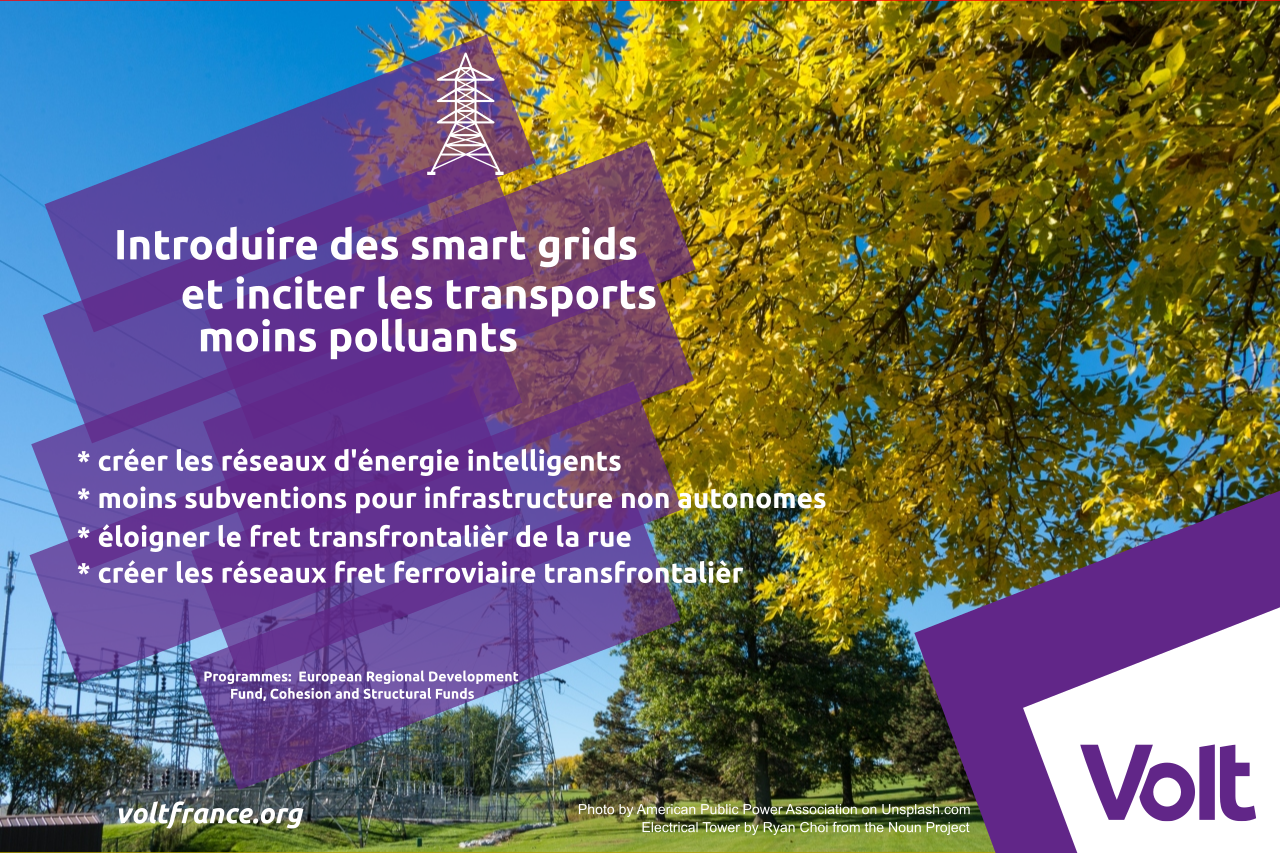 Introduire des smart grids
et inciter les transports
moins polluants
* créer les réseaux d'énergie intelligents
* moins subventions pour infrastructure non autonomes
* éloigner le fret transfrontalièr de la rue
* créer les réseaux fret ferroviaire transfrontalièr
Programmes: European Regional Development
Fund, Cohesion and Structural Funds
voltfrance.org
Photo by American Public Power Association on Unsplash.com
Electrical Tower by Ryan Choi from the Noun Project
Volt